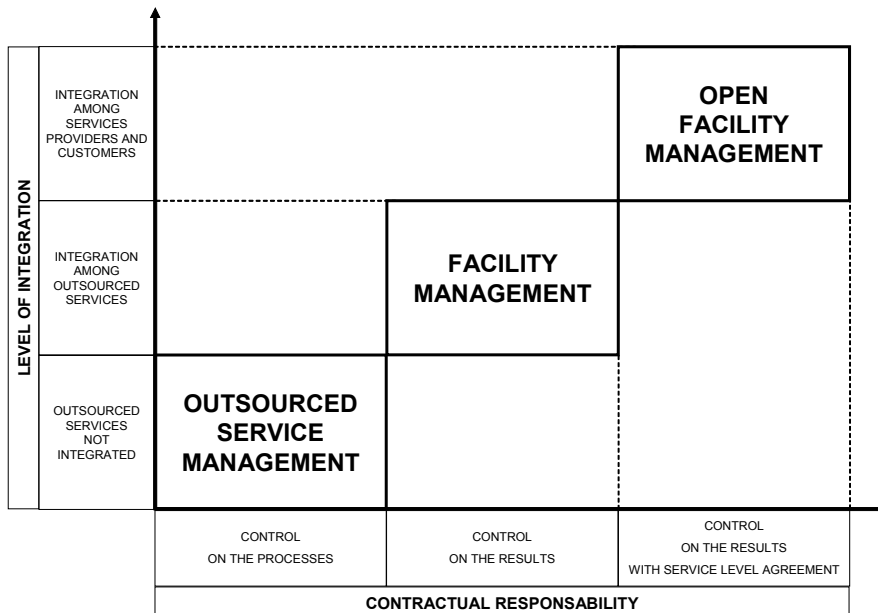 LEVEL OF INTEGRATION
INTEGRATION
AMONG
SERVICES
PROVIDERS AND
CUSTOMERS
OPEN
FACILITY
MANAGEMENT
INTEGRATION
AMONG
OUTSOURCED
SERVICES
FACILITY
MANAGEMENT
OUTSOURCED
SERVICES
NOT
INTEGRATED
OUTSOURCED
SERVICE
MANAGEMENT
CONTROL
ON THE PROCESSES
CONTROL
ON THE RESULTS
CONTROL
ON THE RESULTS
WITH SERVICE LEVEL AGREEMENT
CONTRACTUAL RESPONSABILITY